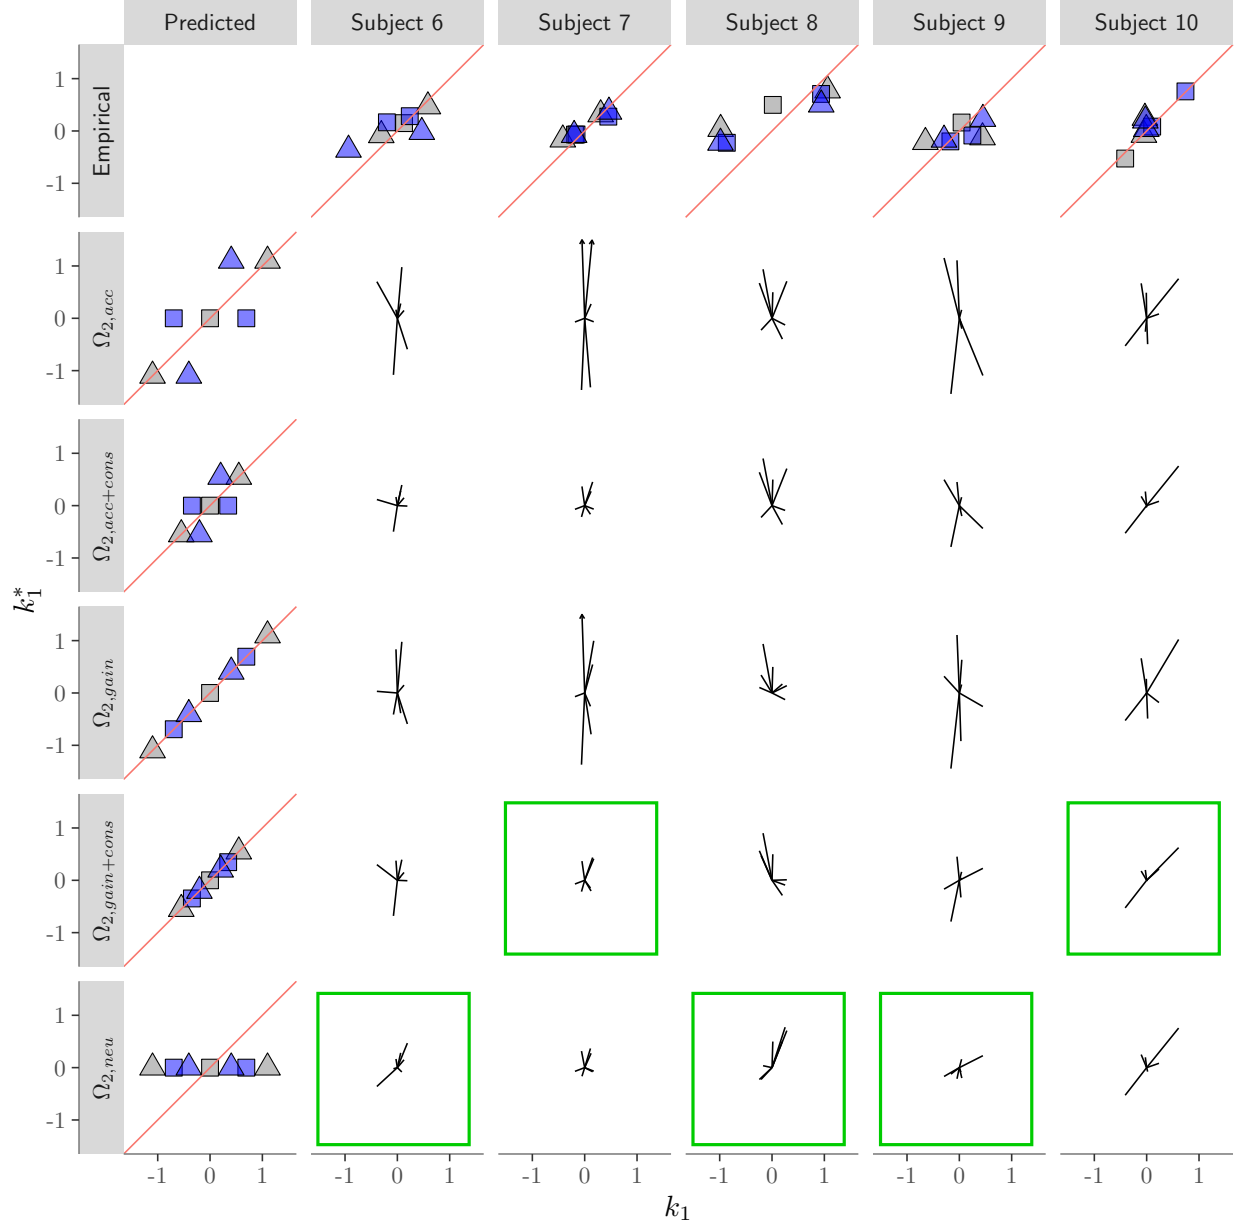 Predicted Subject 6 Subject 7 Subject 8 Subject 9 Subject 10
Empirical
1
0
-1
Ω2,acc
1
0
-1
Ω2,acc+cons
1
0
-1
k1*
Ω2,gain
1
0
-1
Ω2,gain+cons
1
0
-1
Ω2,neu
1
0
-1
-1 0 1 -1 0 1 -1 0 1 -1 0 1 -1 0 1 -1 0 1
k1